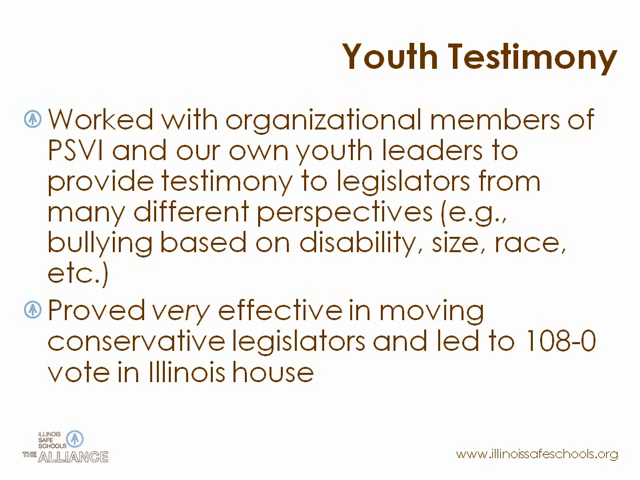 Youth Testimony
Worked with organizational members of
PSVI and our own youth leaders to
provide testimony to legislators from
many different perspectives (e.g.,
bullying based on disability, size, race,
etc.)
Proved very effective in moving
conservative legislators and led to 108-0
vote in Illinois house
ILLINOIS
SAFE
SCHOOLS
THE ALLIANCE
www.illinoissafeschools.org